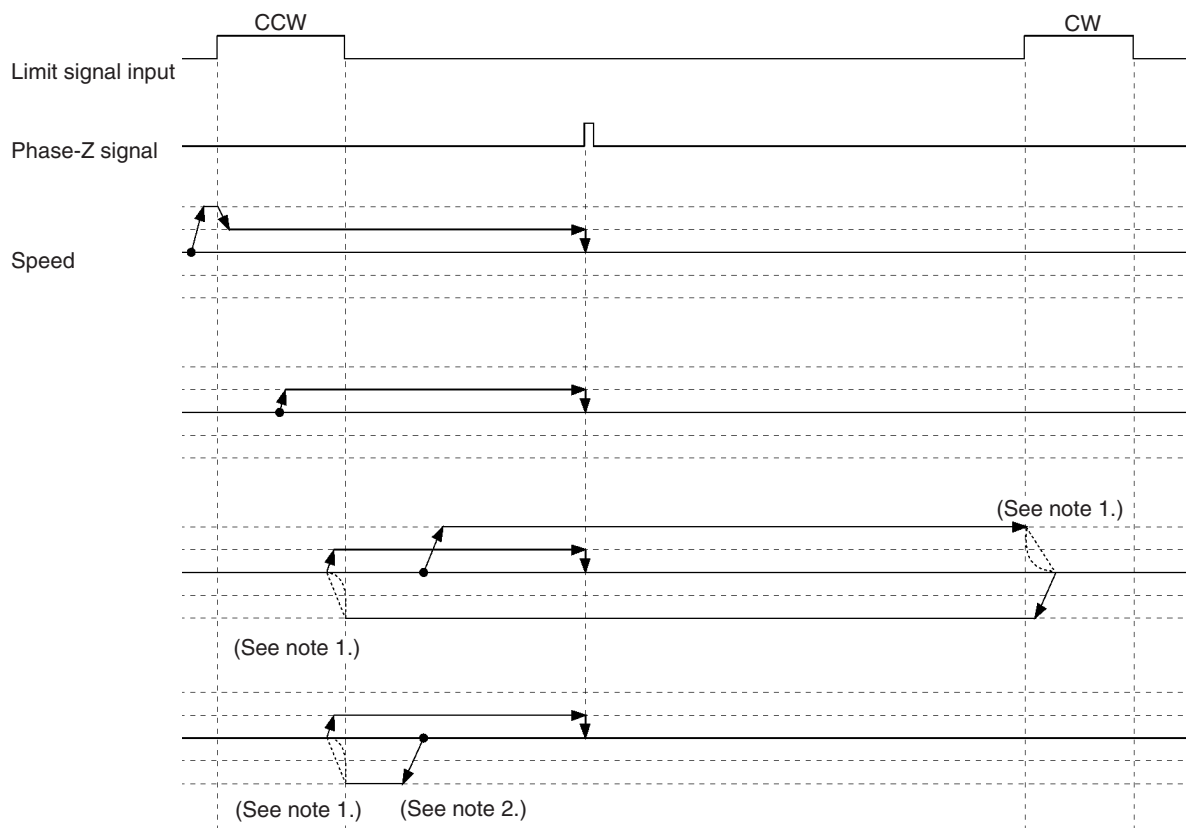 CCW
CW
Limit signal input
Phase-Z signal
Speed
(See note 1.)
(See note 1.)
(See note 1.)
(See note 2.)